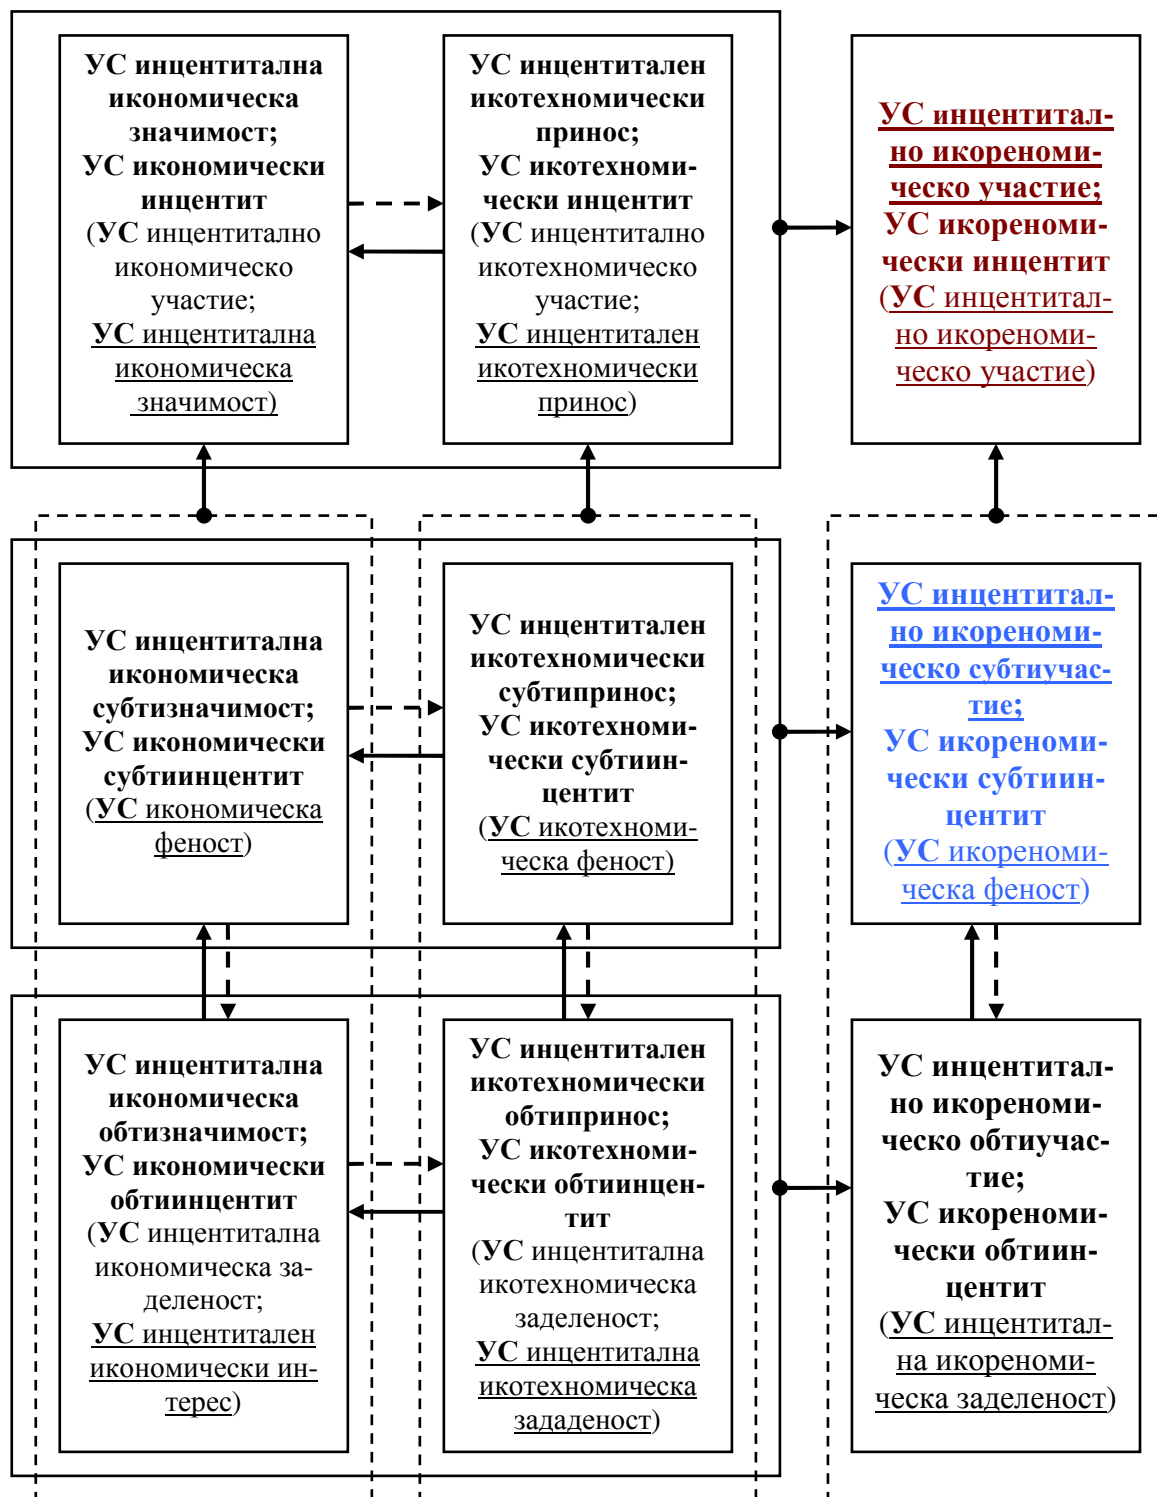 УС инцентитална
икономическа
значимост;
УС икономически
инцентит
(УС инцентитално
икономическо
участие;
УС инцентитална
икономическа
значимост)
УС инцентитален
икотехномически
принос;
УС икотехноми-
чески инцентит
(УС инцентитално
икотехномическо
участие;
УС инцентитален
икотехномически
принос)
УС инцентитал-
но икореноми-
ческо участие;
УС икореноми-
чески инцентит
(УС инцентитал-
но икореноми-
ческо участие)
УС инцентитална
икономическа
субтизначимост;
УС икономически
субтиинцентит
(УС икономическа
феност)
УС инцентитален
икотехномически
субтипринос;
УС икотехноми-
чески субтиин-
центит
(УС икотехноми-
ческа феност)
УС инцентитал-
но икореноми-
ческо субтиучас-
тие;
УС икореноми-
чески субтиин-
центит
(УС икореноми-
ческа феност)
УС инцентитална
икономическа
обтизначимост;
УС икономически
обтиинцентит
(УС инцентитална
икономическа за-
деленост;
УС инцентитален
икономически ин-
терес)
УС инцентитален
икотехномически
обтипринос;
УС икотехноми-
чески обтиинцен-
тит
(УС инцентитална
икотехномическа
заделеност;
УС инцентитална
икотехномическа
зададеност)
УС инцентитал-
но икореноми-
ческо обтиучас-
тие;
УС икореноми-
чески обтиин-
центит
(УС инцентитал-
на икореноми-
ческа заделеност)